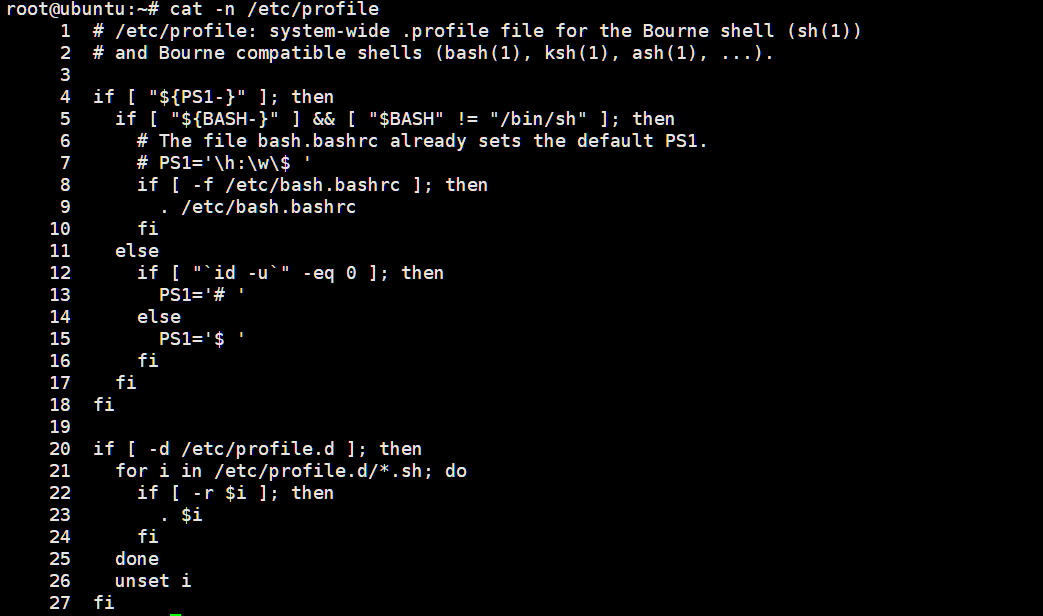 root@ubuntu:~# cat -n /etc/profile
     1  # /etc/profile: system-wide .profile file for the Bourne shell (sh(1))
     2  # and Bourne compatible shells (bash(1), ksh(1), ash(1), ...).
     3
     4  if [ "${PS1-}" ]; then
     5    if [ "${BASH-}" ] && [ "$BASH" != "/bin/sh" ]; then
     6      # The file bash.bashrc already sets the default PS1.
     7      # PS1='\h:\w\$ '
     8      if [ -f /etc/bash.bashrc ]; then
     9        . /etc/bash.bashrc
    10      fi
    11    else
    12      if [ "`id -u`" -eq 0 ]; then
    13        PS1='# '
    14      else
    15        PS1='$ '
    16      fi
    17    fi
    18  fi
    19
    20  if [ -d /etc/profile.d ]; then
    21    for i in /etc/profile.d/*.sh; do
    22      if [ -r $i ]; then
    23        . $i
    24      fi
    25    done
    26    unset i
    27  fi